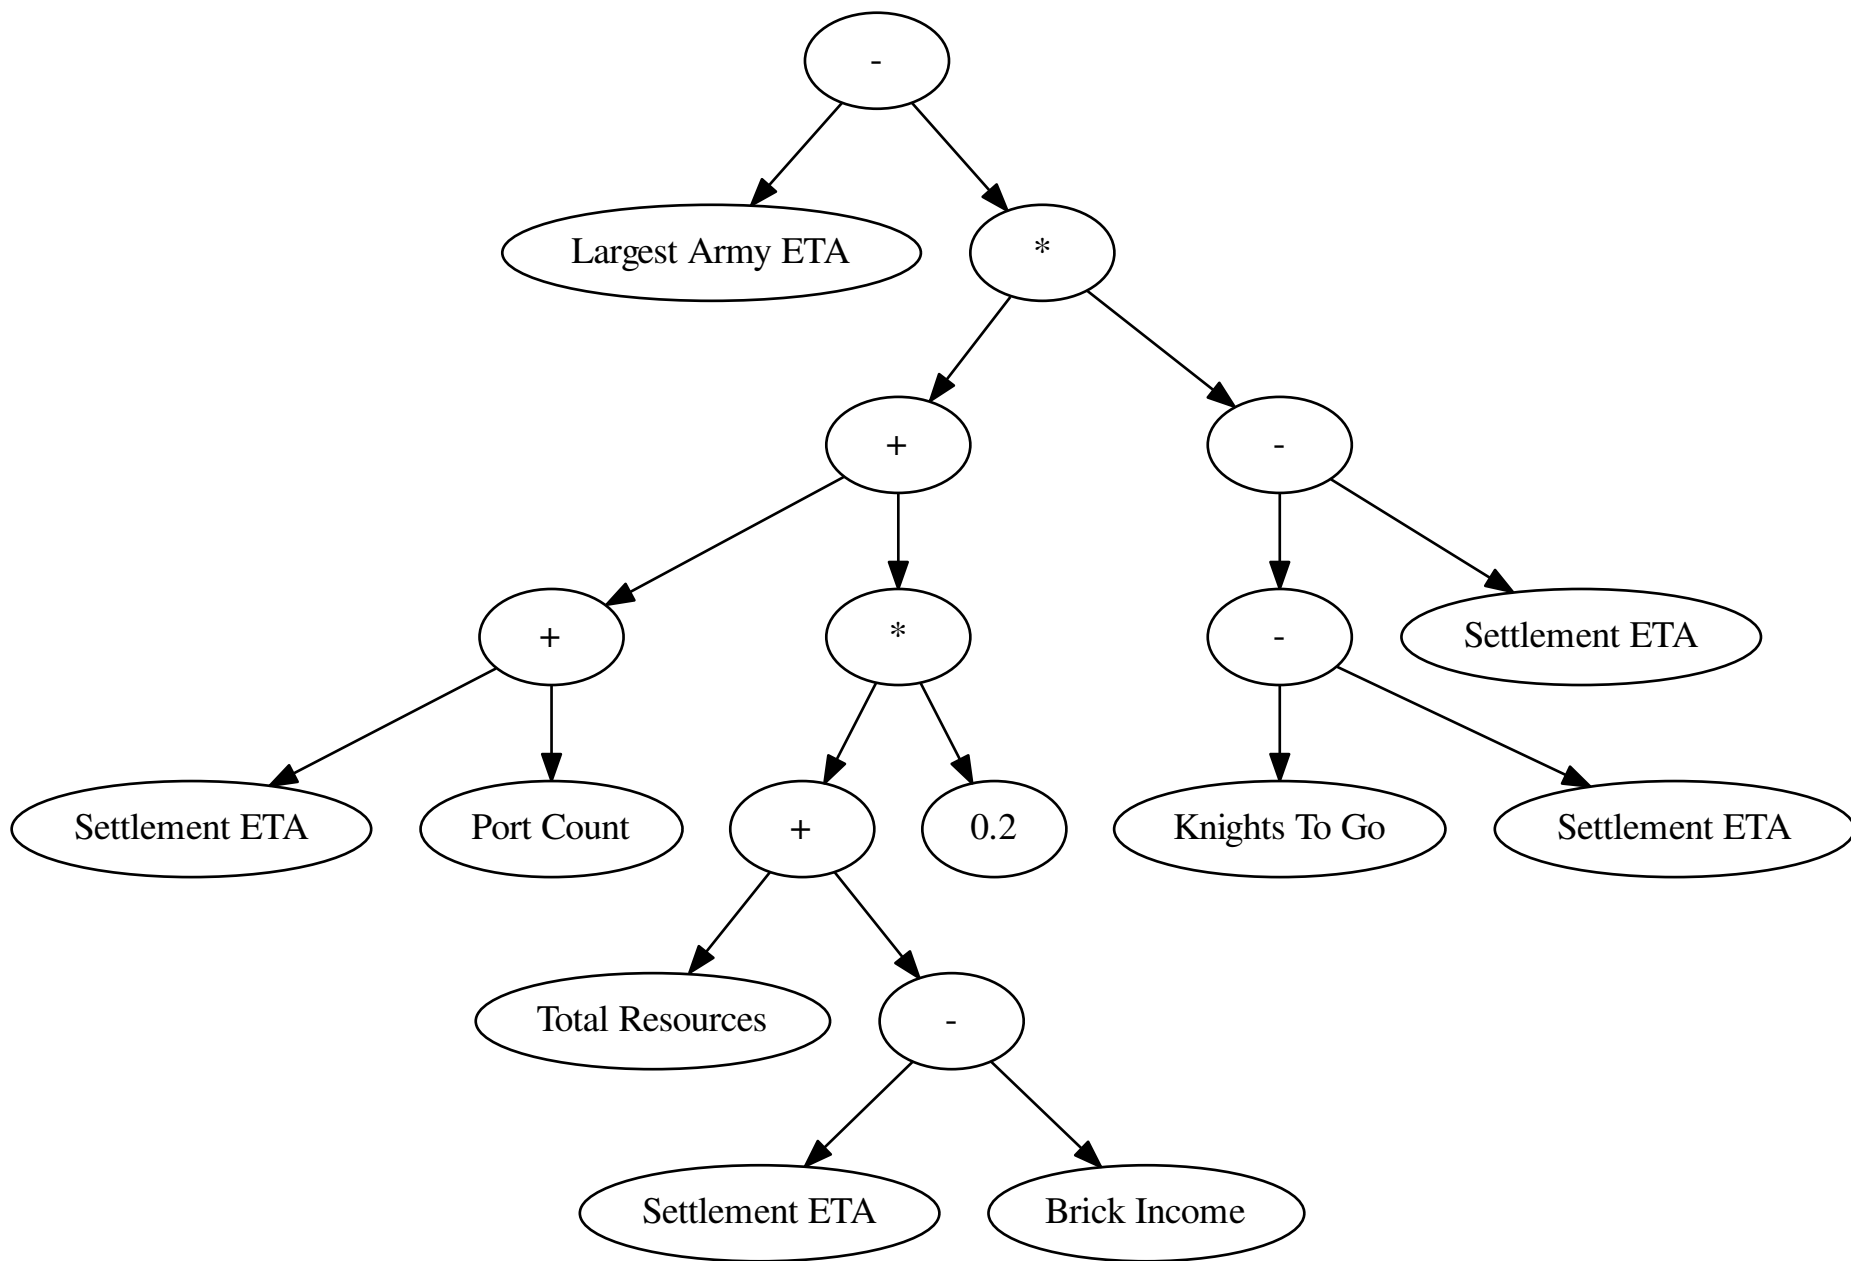 -
Largest Army ETA
*
+
-
+
*
-
Settlement ETA
Settlement ETA
Port Count
+
0.2
Knights To Go
Settlement ETA
Total Resources
-
Settlement ETA
Brick Income